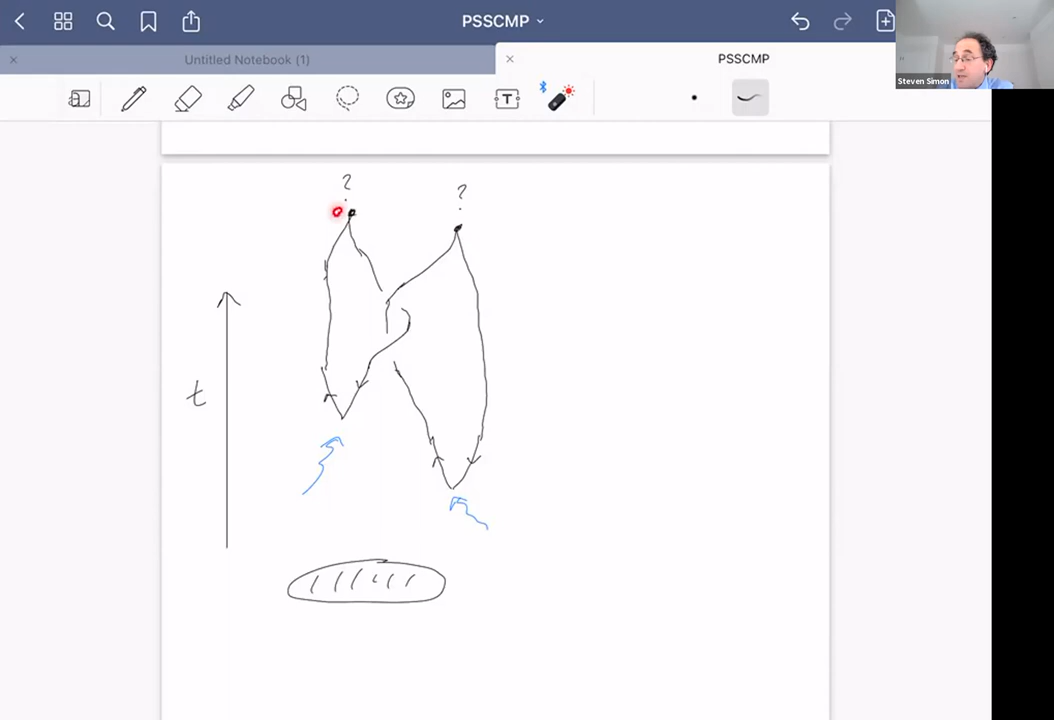 PSSCMP
Untitled Notebook (1)
PSSCMP
T
Steven Simon
? ?
t